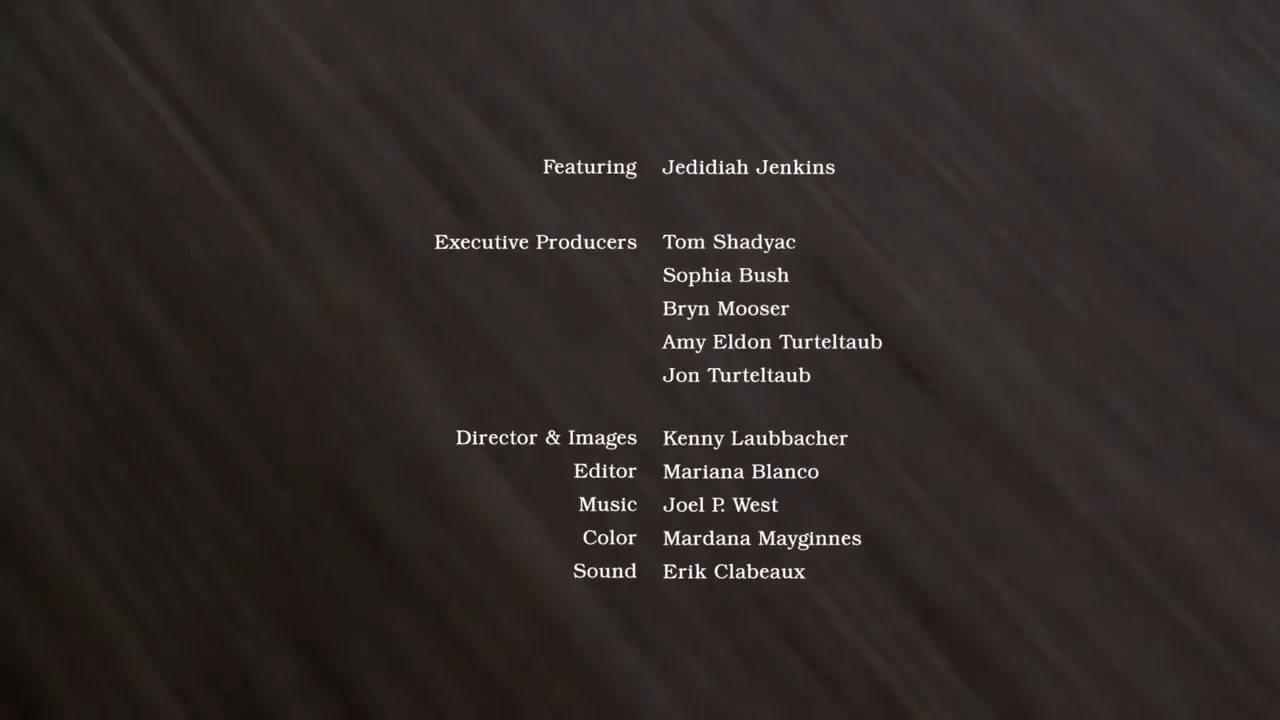 Featuring Jedidiah Jenkins
Executive Producers Tom Shadyac
Sophia Bush
Bryn Mooser
Amy Eldon Turteltaub
Jon Turteltaub
Director & Images Kenny Laubbacher
Editor Mariana Blanco
Music Joel P. West
Color Mardana Mayginnes
Sound Erik Clabeaux